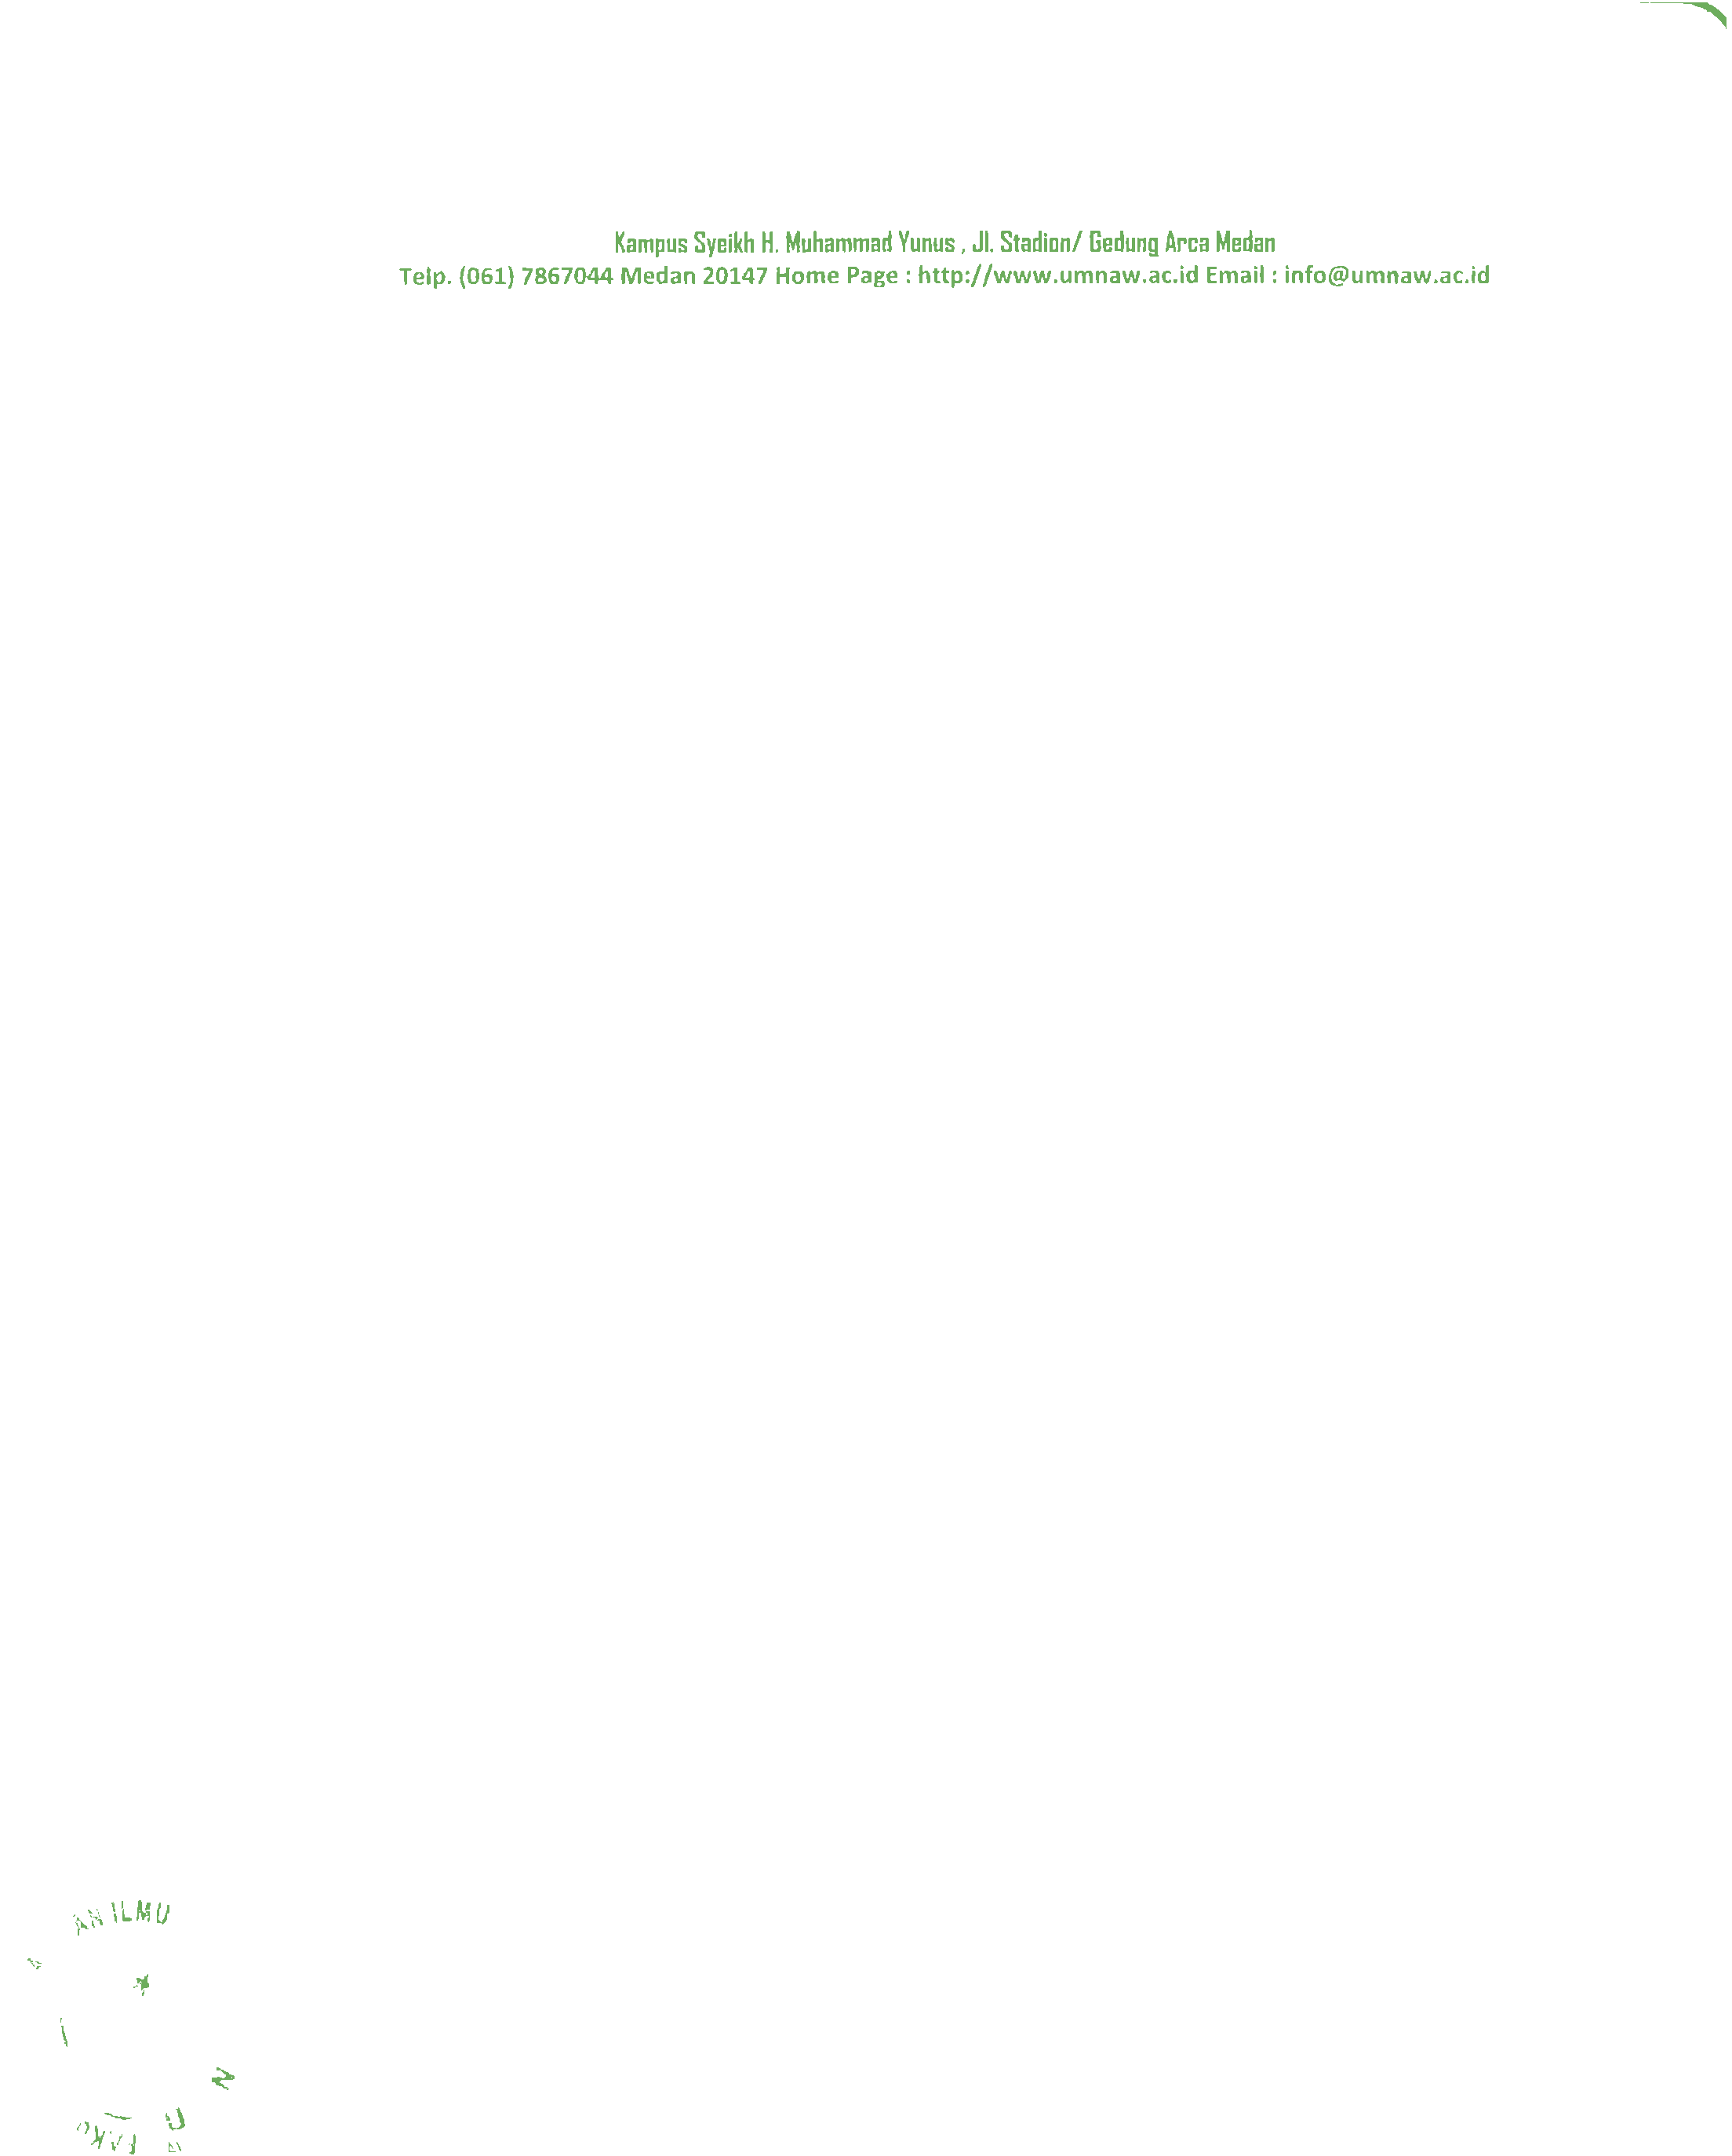 Kampus Syeikh H. Muhammad Yunus , Jl. Stadion/ Gedung Arca Medan
Telp. (061) 7867044 Medan 20147 Home Page : http://www.umnaw.ac.id Email : info@umnaw.ac.id
ILMU